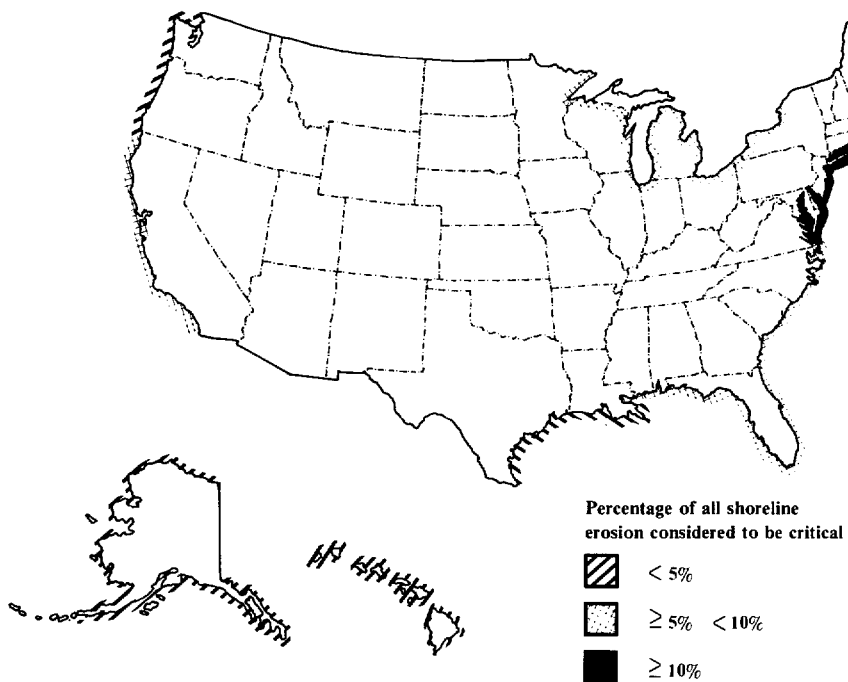 Percentage of all shoreline
erosion considered to be critical
< 5%
≥ 5% < 10%
≥ 10%